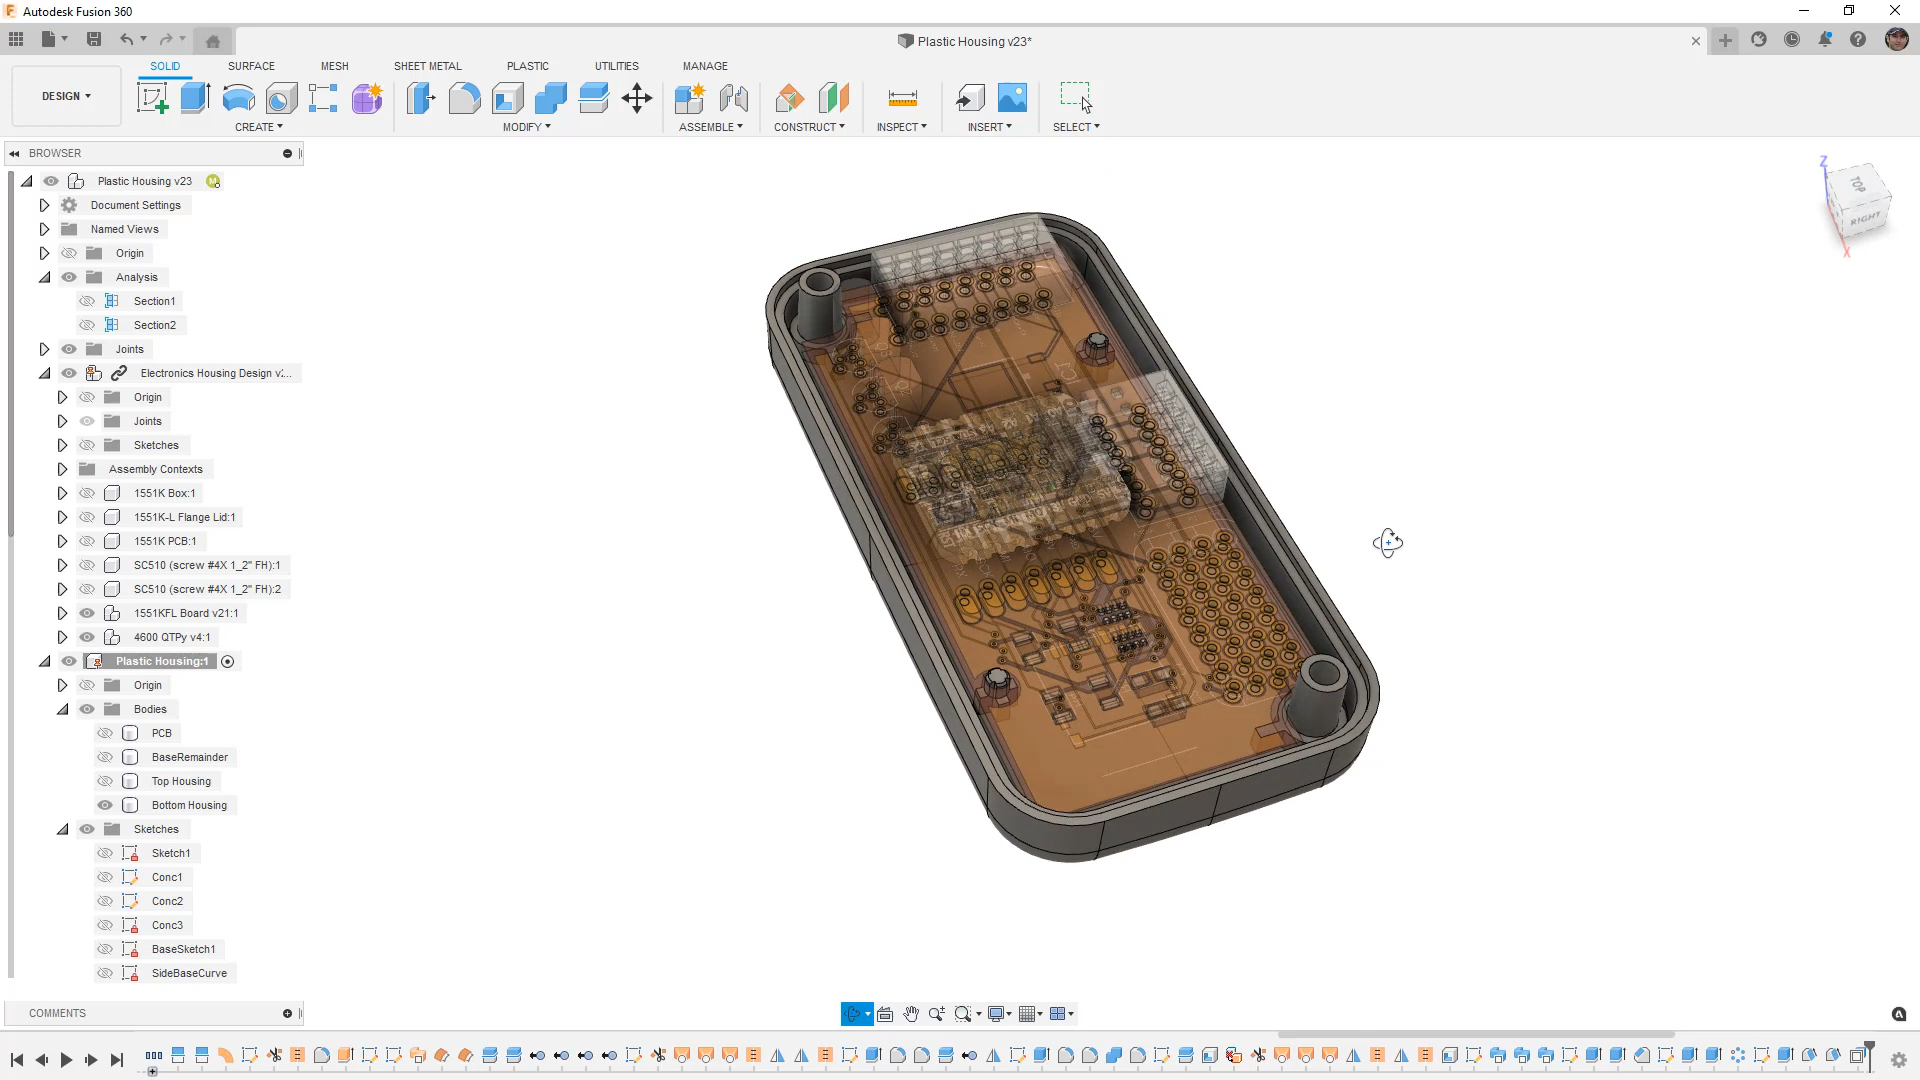 Autodesk Fusion 360
Plastic Housing v23*
DESIGN
SOLID
SURFACE
MESH
SHEET METAL
PLASTIC
UTILITIES
MANAGE
CREATE
MODIFY
ASSEMBLE
CONSTRUCT
INSPECT
INSERT
SELECT
BROWSER
Plastic Housing v23
M
Document Settings
Named Views
Origin
Analysis
Section1
Section2
Joints
Electronics Housing Design v2...
Origin
Joints
Sketches
Assembly Contexts
1551K Box:1
1551K-L Flange Lid:1
1551K PCB:1
SC510 (screw #4X 1_2" FH):1
SC510 (screw #4X 1_2" FH):2
1551KFL Board v21:1
4600 QTPy v4:1
Plastic Housing:1
Origin
Bodies
PCB
BaseRemainder
Top Housing
Bottom Housing
Sketches
Sketch1
Conc1
Conc2
Conc3
BaseSketch1
SideBaseCurve
COMMENTS
Z
TOP
RIGHT
X